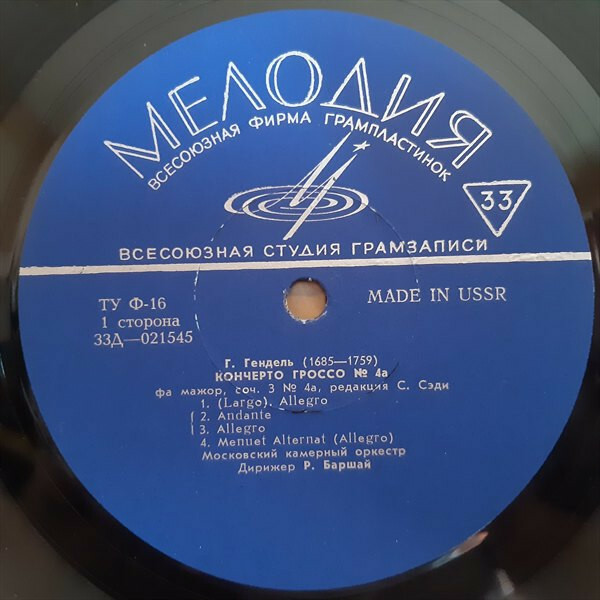 МЕЛОДИЯ
ВСЕСОЮЗНАЯ ФИРМА ГРАМПЛАСТИНОК
33
ВСЕСОЮЗНАЯ СТУДИЯ ГРАМЗАПИСИ
ТУ Ф-16
1 сторона
33Д—021545
MADE IN USSR
Г. Гендель (1685—1759)
КОНЧЕРТО ГРОССО № 4а
фа мажор, соч. 3 № 4а, редакция С. Сэди
1. (Largo). Allegro
2. Andante
3. Allegro
4. Menuet Alternat (Allegro)
Московский камерный оркестр
Дирижер Р. Баршай